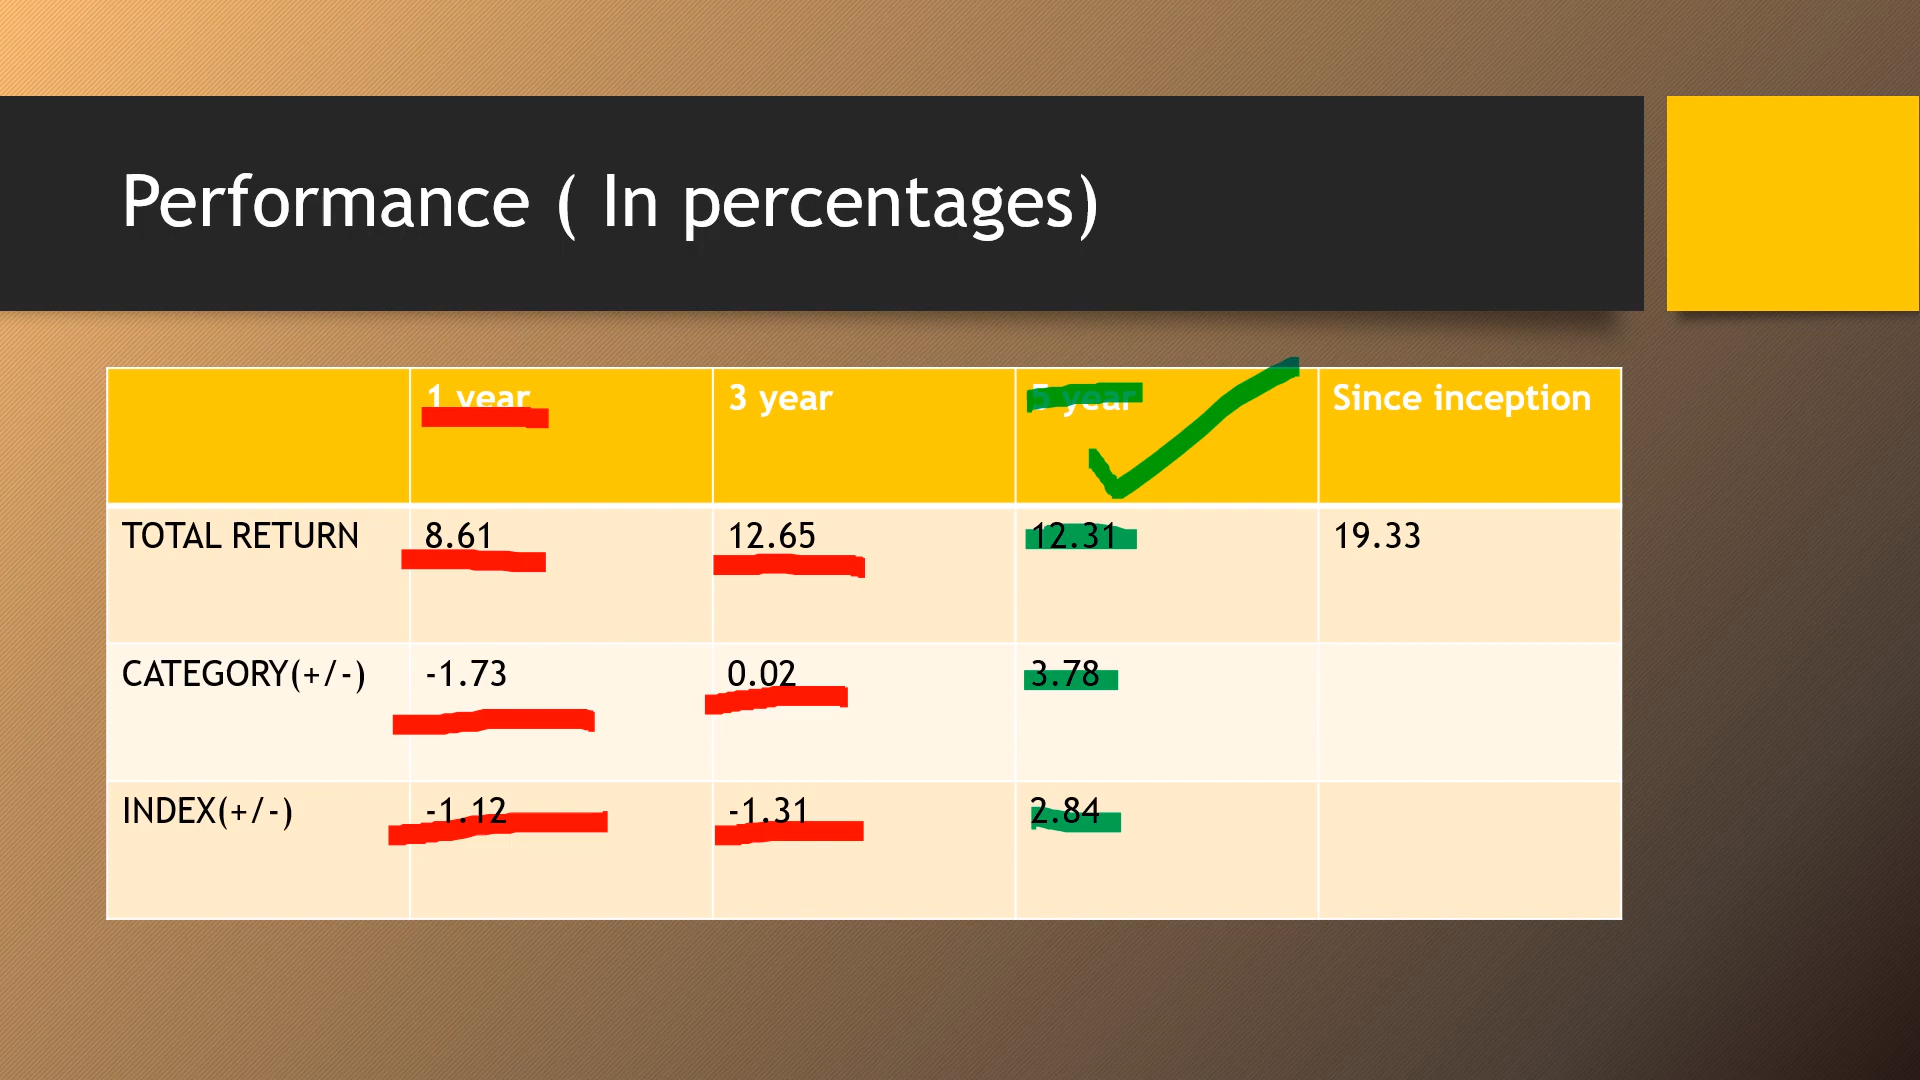 Performance ( In percentages)
1 year 3 year 5 year Since inception
TOTAL RETURN 8.61 12.65 12.31 19.33
CATEGORY(+/-) -1.73 0.02 3.78
INDEX(+/-) -1.12 -1.31 2.84